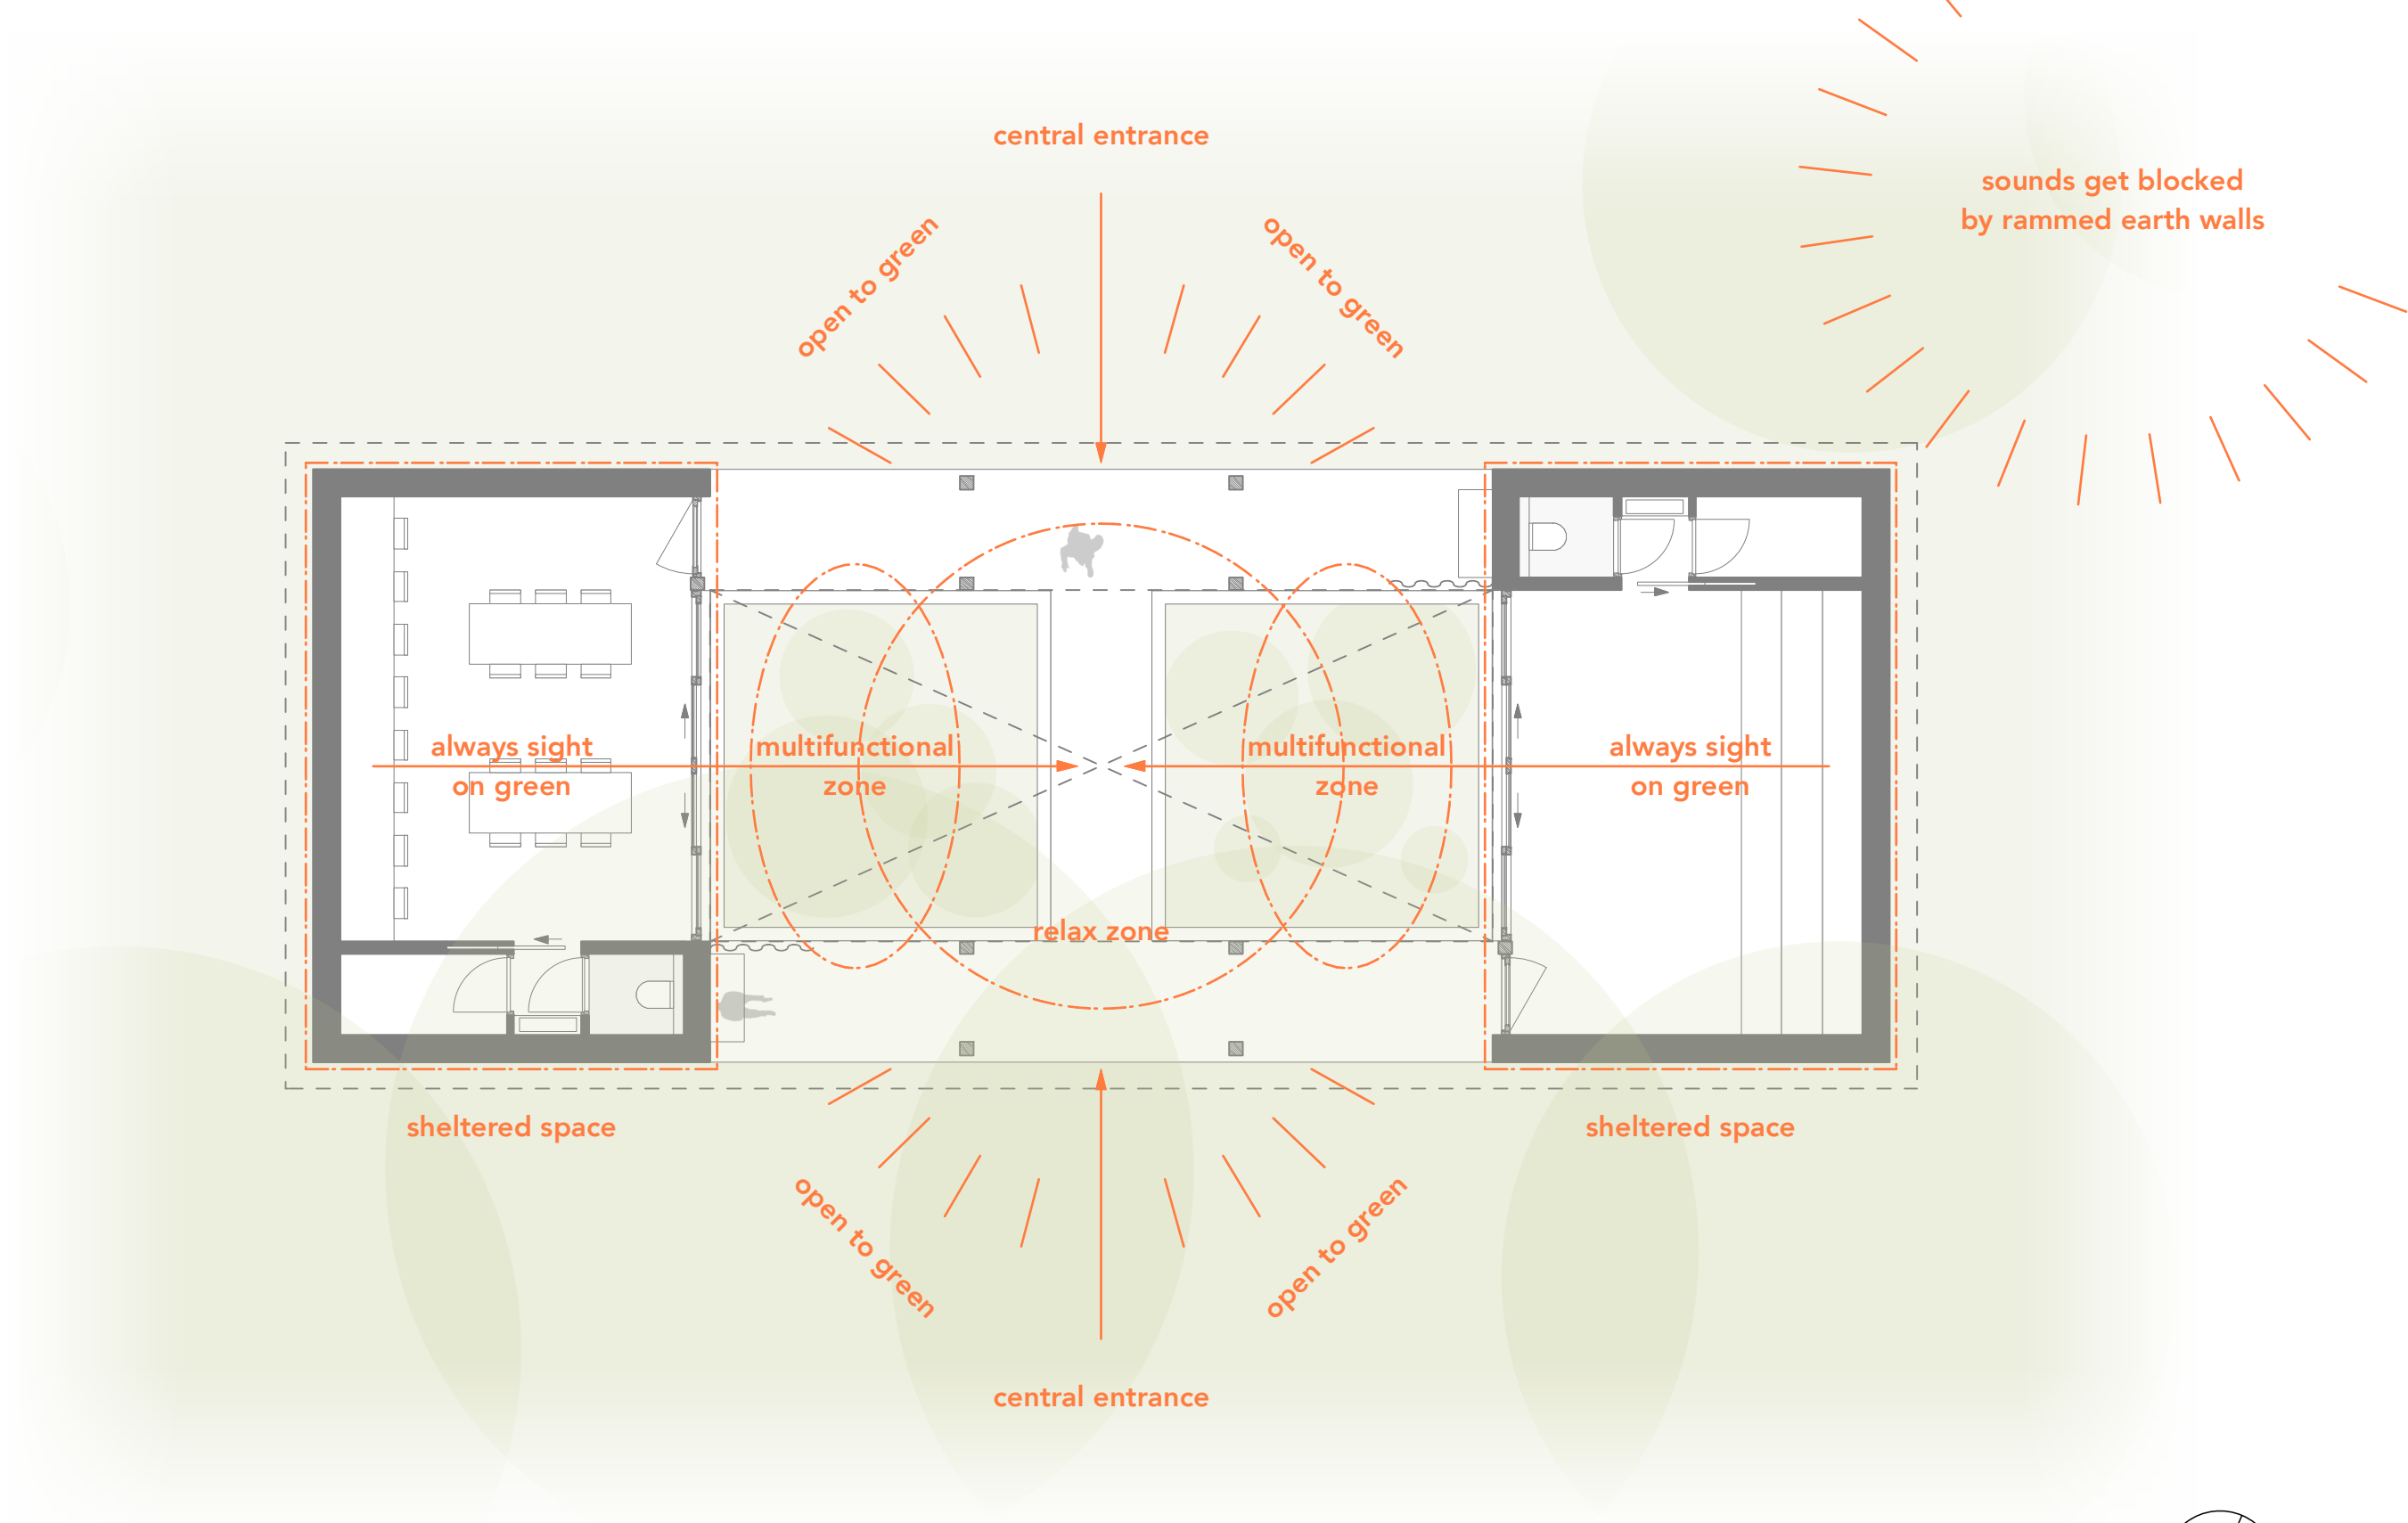 central entrance
sounds get blocked
by rammed earth walls
open to green
open to green
always sight
on green
multifunctional
zone
multifunctional
zone
always sight
on green
relax zone
sheltered space
sheltered space
open to green
open to green
central entrance